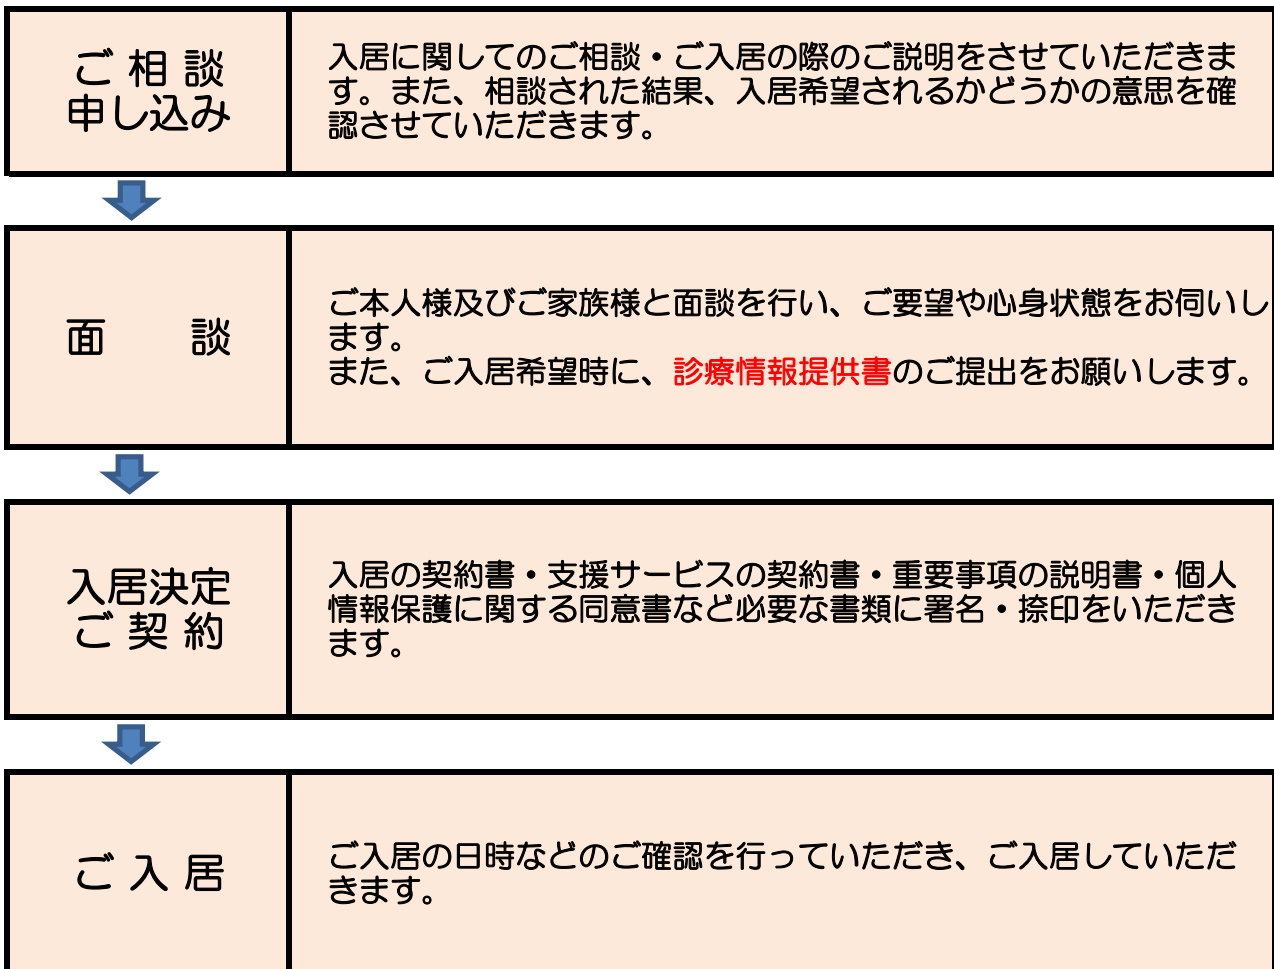 ご 相 談
申し込み
入居に関してのご相談・ご入居の際のご説明をさせていただきま
す。また、相談された結果、入居希望されるかどうかの意思を確
認させていただきます。
面　　談
ご本人様及びご家族様と面談を行い、ご要望や心身状態をお伺いし
ます。
また、ご入居希望時に、診療情報提供書のご提出をお願いします。
入居決定
ご 契 約
入居の契約書・支援サービスの契約書・重要事項の説明書・個人
情報保護に関する同意書など必要な書類に署名・捺印をいただき
ます。
ご 入 居
ご入居の日時などのご確認を行っていただき、ご入居していただ
きます。